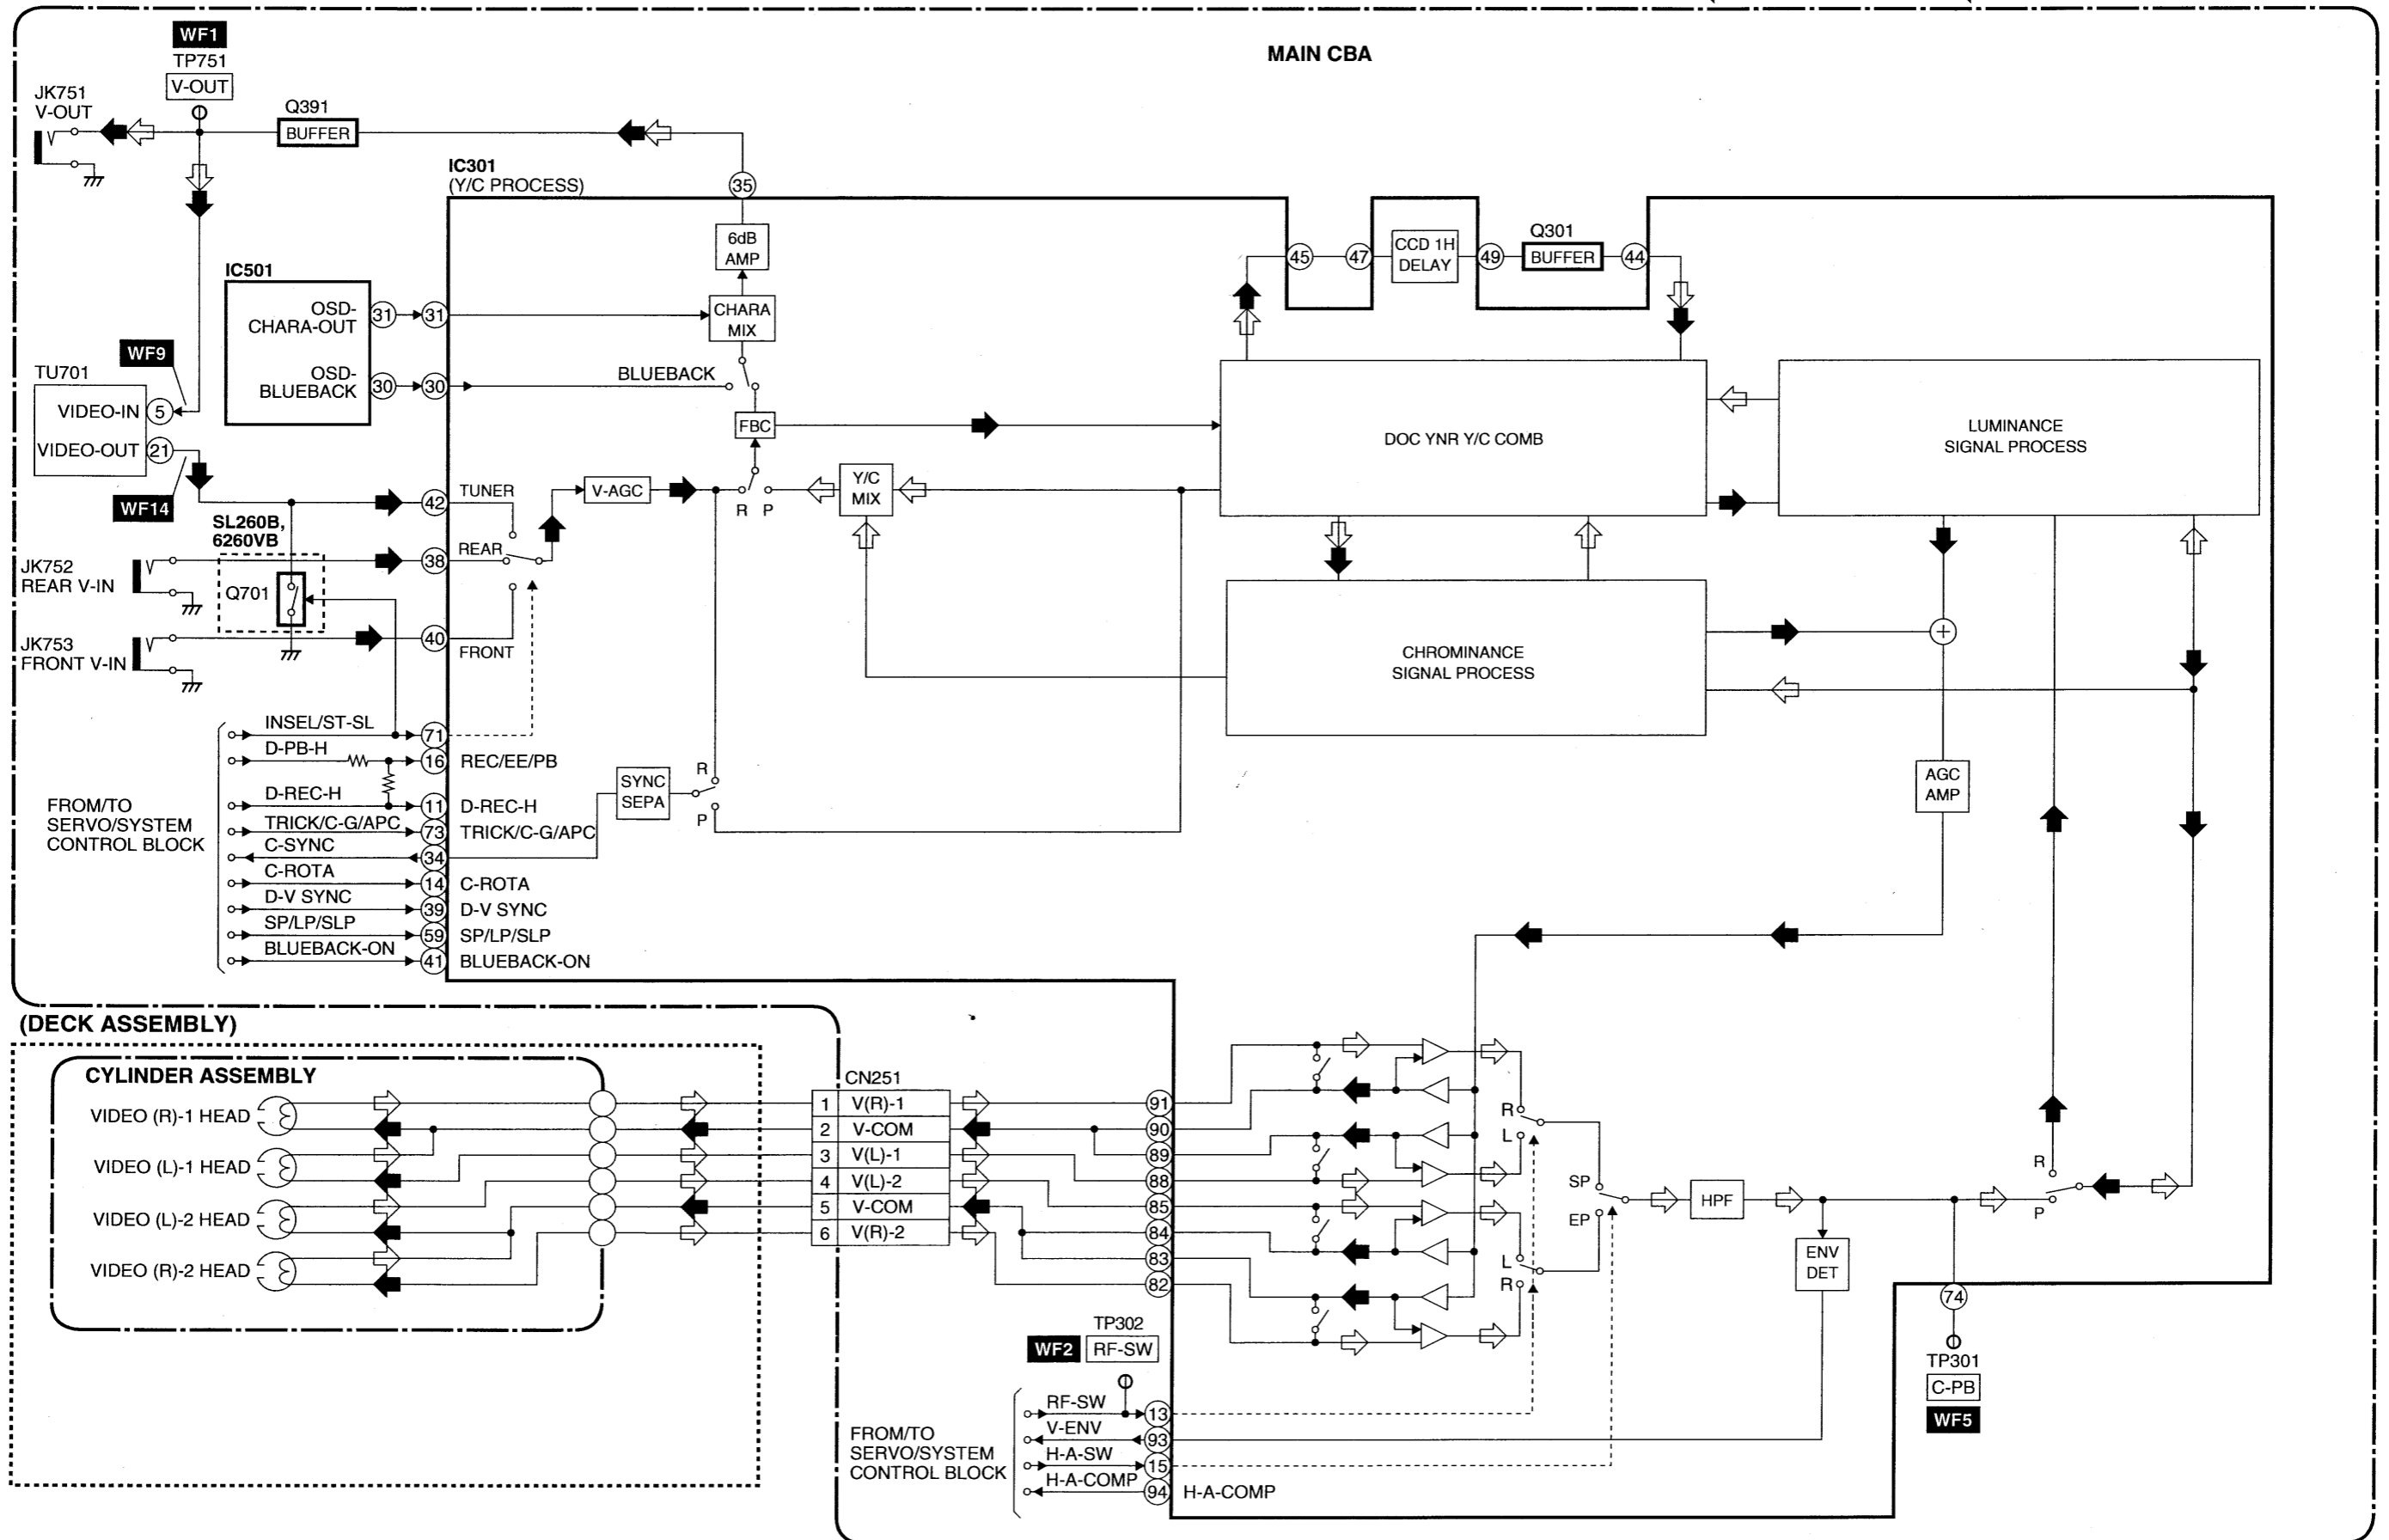 MAIN CBA
WF1
TP751
V-OUT
JK751
V-OUT
Q391
BUFFER
IC301
(Y/C PROCESS)
35
6dB
AMP
CHARA
MIX
45
47
CCD 1H
DELAY
49
Q301
BUFFER
44
IC501
OSD-
CHARA-OUT
31
31
OSD-
BLUEBACK
30
30
BLUEBACK
FBC
WF9
TU701
VIDEO-IN
5
VIDEO-OUT
21
WF14
DOC YNR Y/C COMB
LUMINANCE
SIGNAL PROCESS
42
TUNER
V-AGC
R
P
Y/C
MIX
SL260B,
6260VB
JK752
REAR V-IN
38
REAR
Q701
JK753
FRONT V-IN
40
FRONT
CHROMINANCE
SIGNAL PROCESS
+
AGC
AMP
FROM/TO
SERVO/SYSTEM
CONTROL BLOCK
INSEL/ST-SL
71
D-PB-H
16
REC/EE/PB
D-REC-H
11
D-REC-H
TRICK/C-G/APC
73
TRICK/C-G/APC
C-SYNC
34
C-ROTA
14
C-ROTA
D-V SYNC
39
D-V SYNC
SP/LP/SLP
59
SP/LP/SLP
BLUEBACK-ON
41
BLUEBACK-ON
SYNC
SEPA
R
P
(DECK ASSEMBLY)
CYLINDER ASSEMBLY
VIDEO (R)-1 HEAD
VIDEO (L)-1 HEAD
VIDEO (L)-2 HEAD
VIDEO (R)-2 HEAD
CN251
1 V(R)-1
2 V-COM
3 V(L)-1
4 V(L)-2
5 V-COM
6 V(R)-2
91
90
89
88
85
84
83
82
R
L
L
R
SP
EP
HPF
ENV
DET
R
P
74
TP301
C-PB
WF5
TP302
WF2
RF-SW
FROM/TO
SERVO/SYSTEM
CONTROL BLOCK
RF-SW
13
V-ENV
93
H-A-SW
15
H-A-COMP
94
H-A-COMP